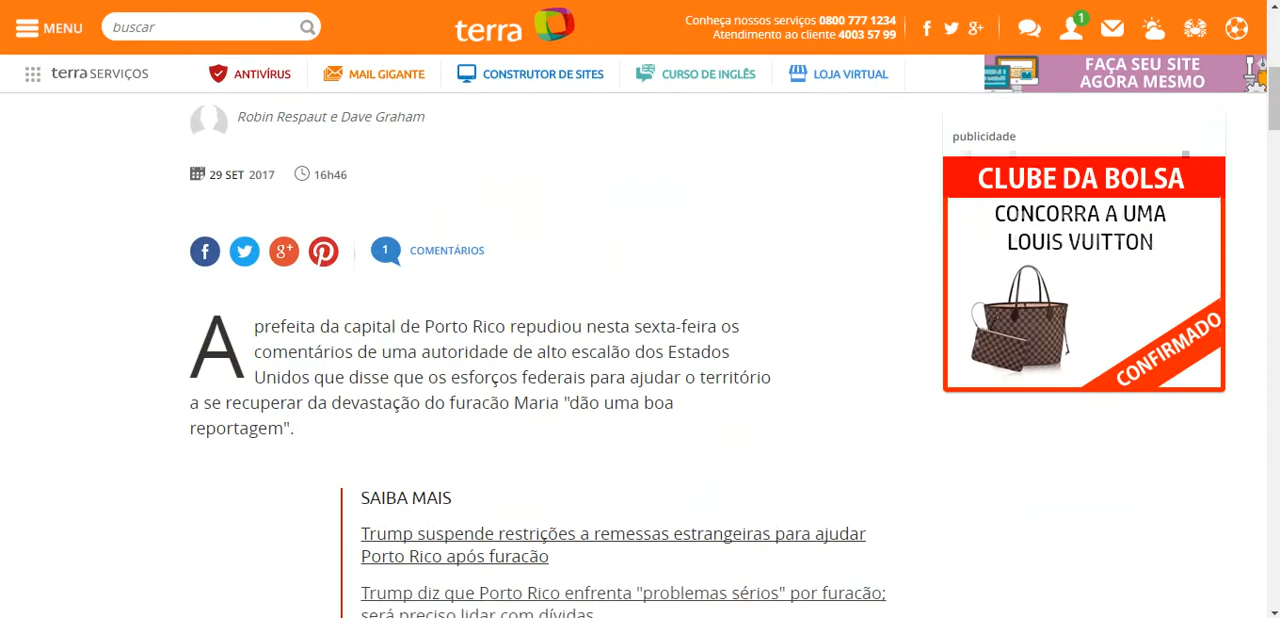 MENU
buscar
terra
Conheça nossos serviços 0800 777 1234
Atendimento ao cliente 4003 57 99
f
g+
1
terra SERVIÇOS
ANTIVÍRUS
MAIL GIGANTE
CONSTRUTOR DE SITES
CURSO DE INGLÊS
LOJA VIRTUAL
FAÇA SEU SITE
AGORA MESMO
Robin Respaut e Dave Graham
29 SET 2017
16h46
f
g+
1
COMENTÁRIOS
A prefeita da capital de Porto Rico repudiou nesta sexta-feira os
comentários de uma autoridade de alto escalão dos Estados
Unidos que disse que os esforços federais para ajudar o território
a se recuperar da devastação do furacão Maria "dão uma boa
reportagem".
SAIBA MAIS
Trump suspende restrições a remessas estrangeiras para ajudar
Porto Rico após furacão
Trump diz que Porto Rico enfrenta "problemas sérios" por furacão;
será preciso lidar com dívidas
publicidade
CLUBE DA BOLSA
CONCORRA A UMA
LOUIS VUITTON
CONFIRMADO